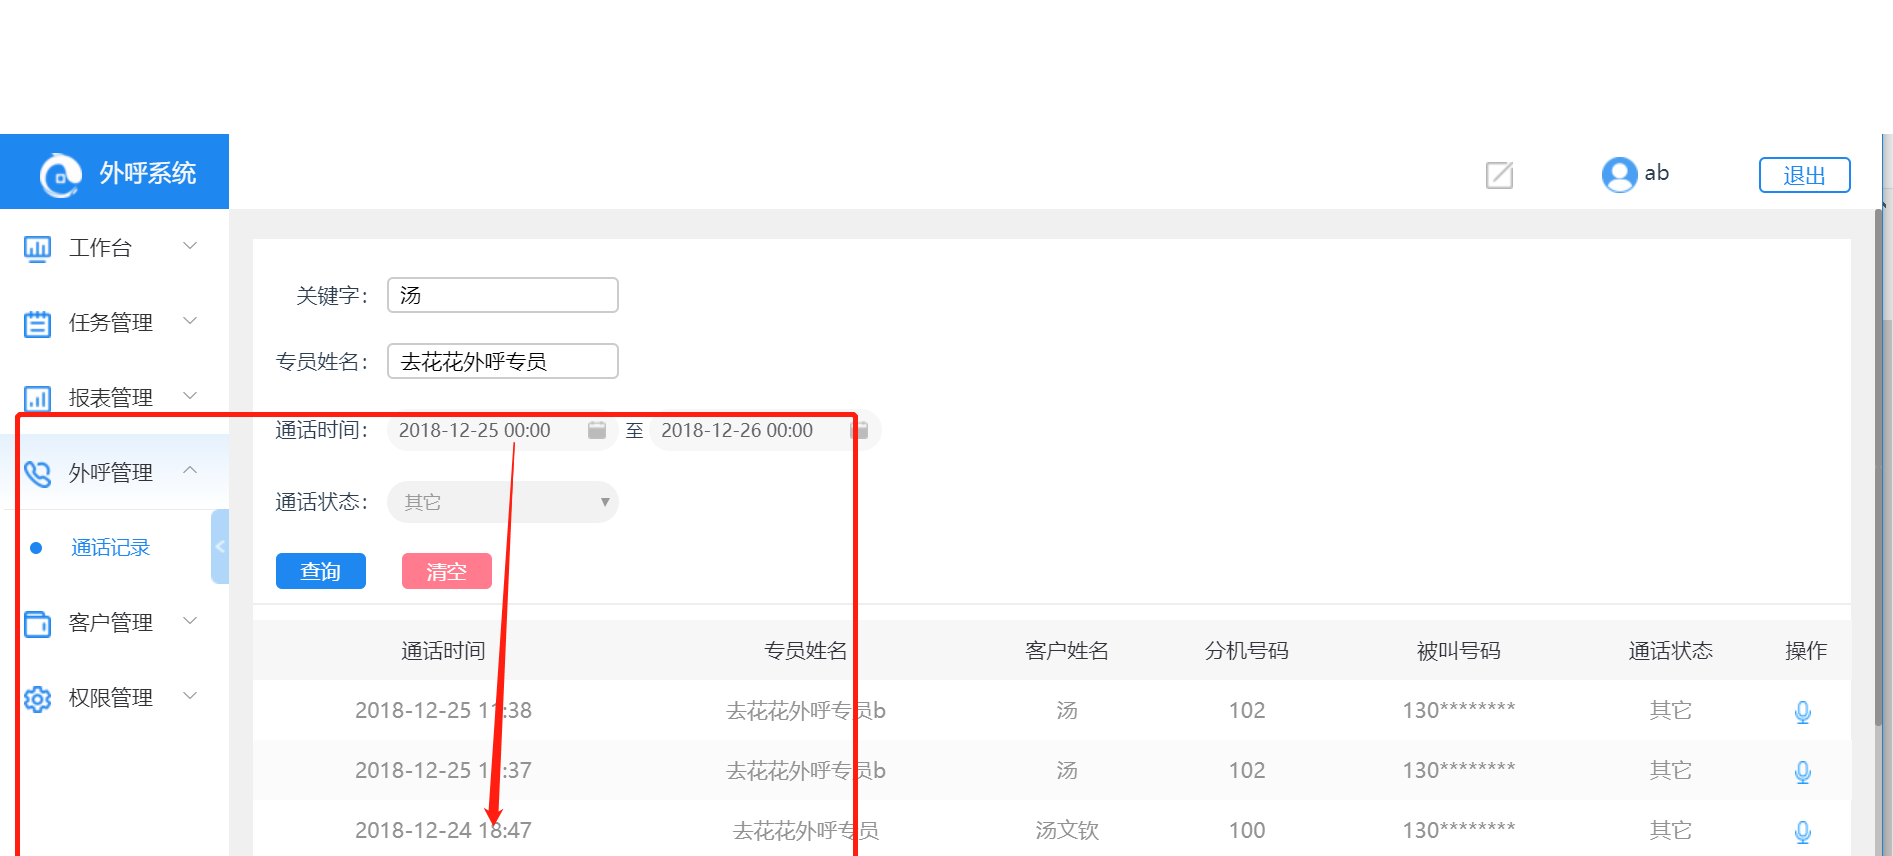 外呼系统
ab
退出
工作台
任务管理
报表管理
外呼管理
通话记录
客户管理
权限管理
关键字： 汤
专员姓名： 去花花外呼专员
通话时间： 2018-12-25 00:00 至 2018-12-26 00:00
通话状态： 其它
查询 清空
通话时间 专员姓名 客户姓名 分机号码 被叫号码 通话状态 操作
2018-12-25 11:38 去花花外呼专员b 汤 102 130******** 其它
2018-12-25 11:37 去花花外呼专员b 汤 102 130******** 其它
2018-12-24 18:47 去花花外呼专员 汤文钦 100 130******** 其它